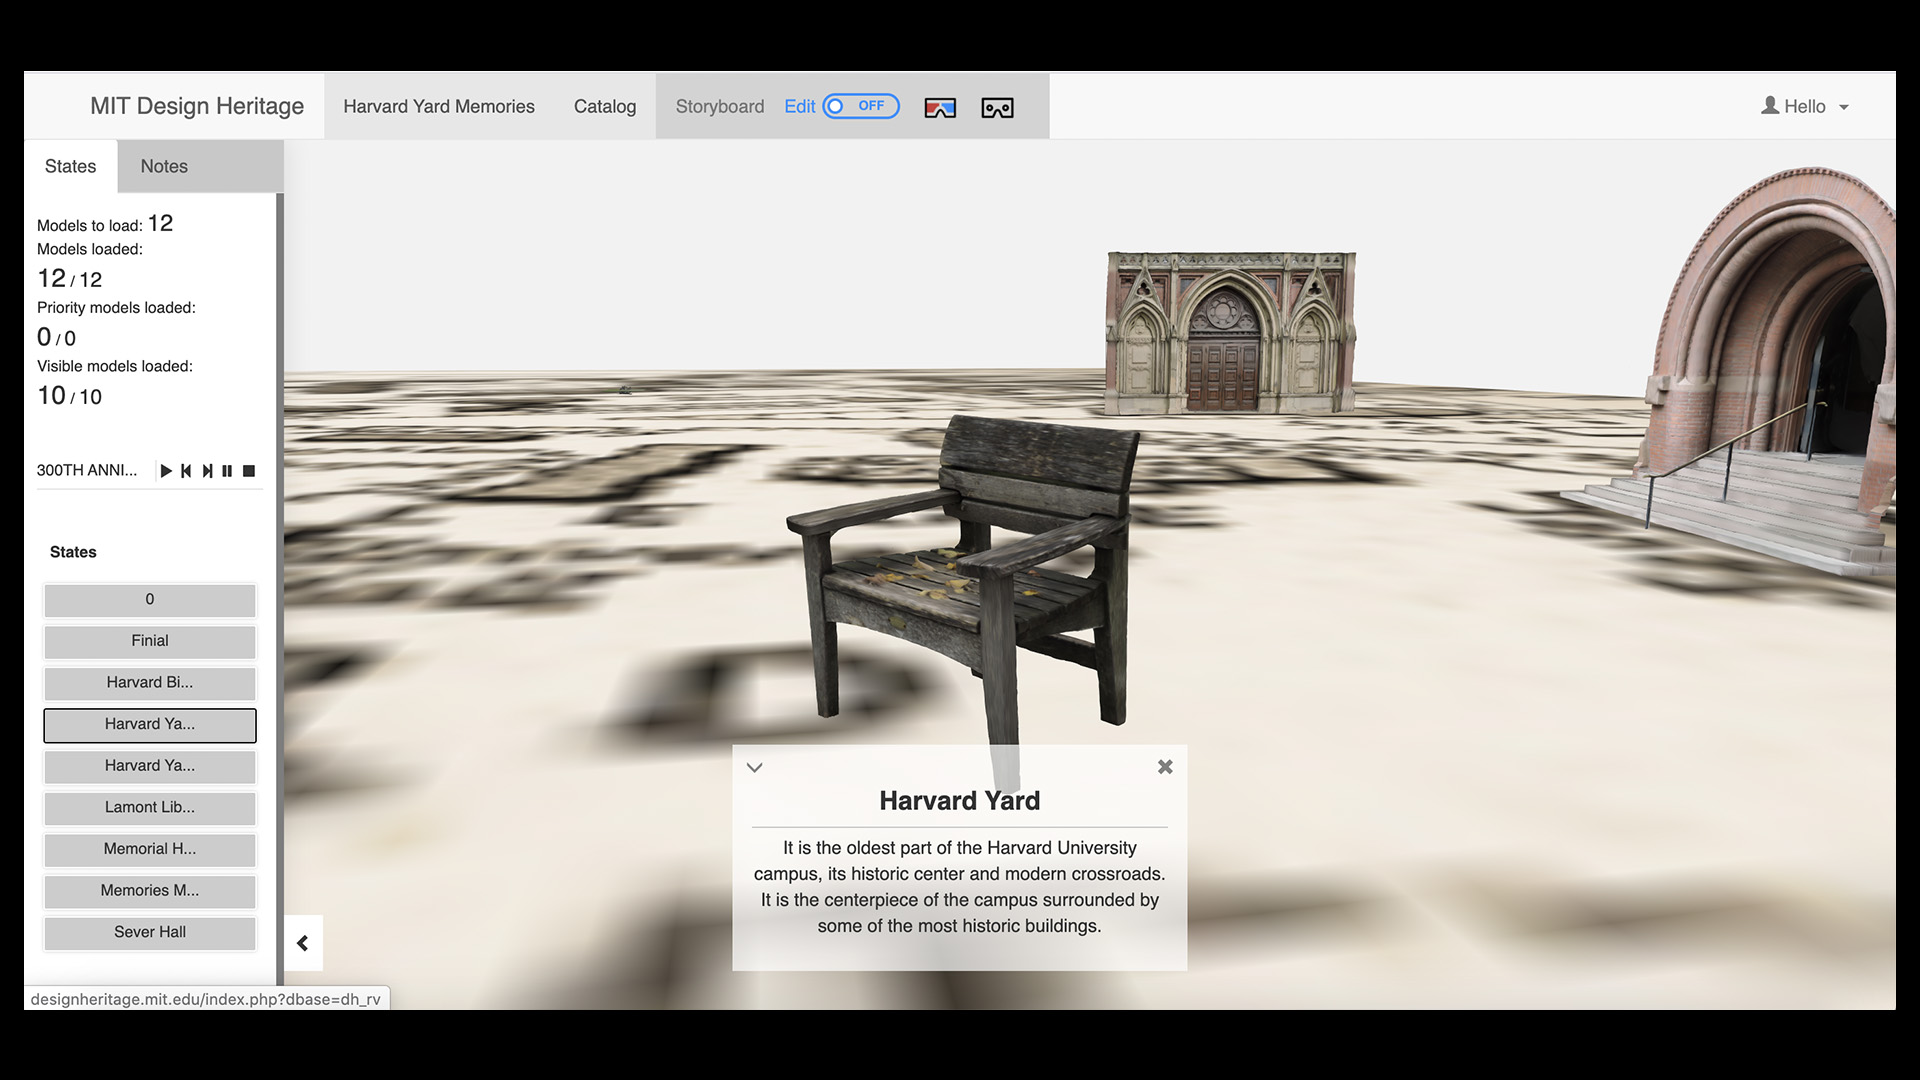 MIT Design Heritage
Harvard Yard Memories
Catalog
Storyboard
Edit
OFF
Hello
States
Notes
Models to load: 12
Models loaded:
12 / 12
Priority models loaded:
0 / 0
Visible models loaded:
10 / 10
300TH ANNI...
States
0
Finial
Harvard Bi...
Harvard Ya...
Harvard Ya...
Lamont Lib...
Memorial H...
Memories M...
Sever Hall
Harvard Yard
It is the oldest part of the Harvard University
campus, its historic center and modern crossroads.
It is the centerpiece of the campus surrounded by
some of the most historic buildings.
designheritage.mit.edu/index.php?dbase=dh_rv